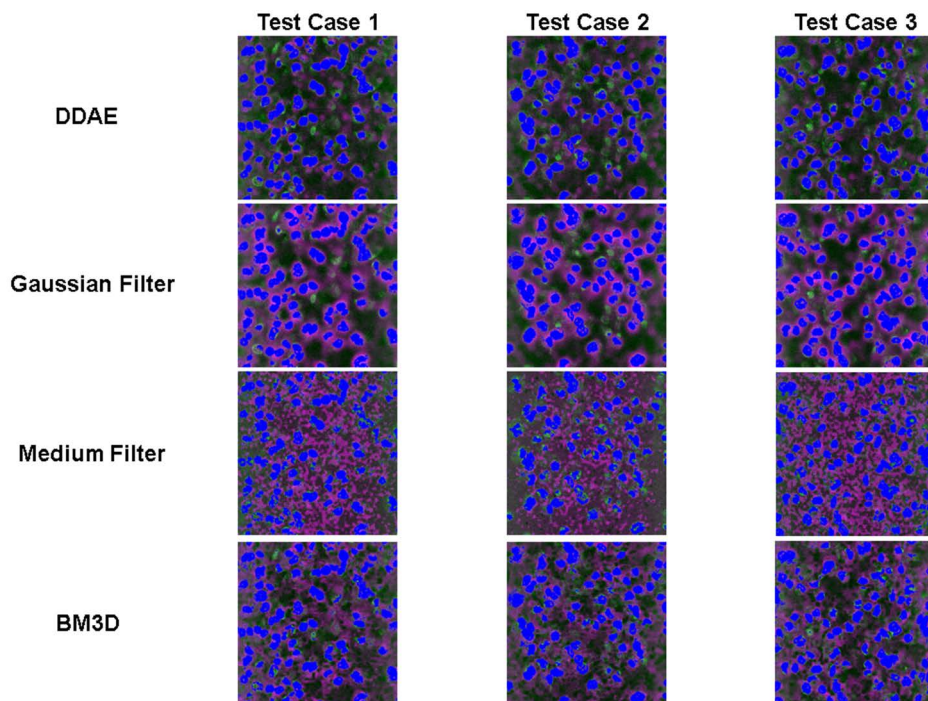 Test Case 1 Test Case 2 Test Case 3
DDAE
Gaussian Filter
Medium Filter
BM3D